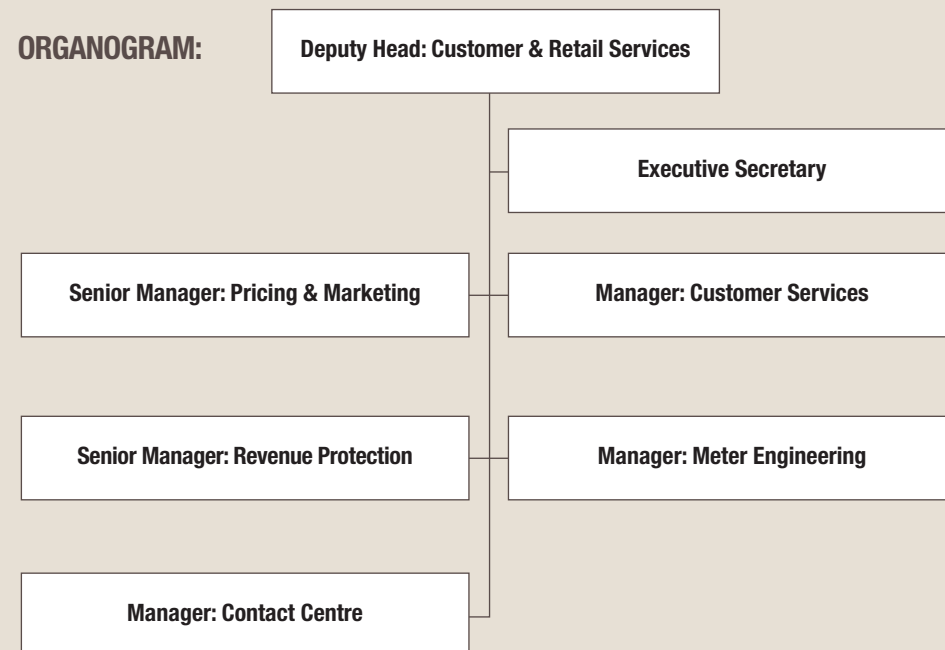 ORGANOGRAM:
Deputy Head: Customer & Retail Services
Executive Secretary
Senior Manager: Pricing & Marketing
Manager: Customer Services
Senior Manager: Revenue Protection
Manager: Meter Engineering
Manager: Contact Centre